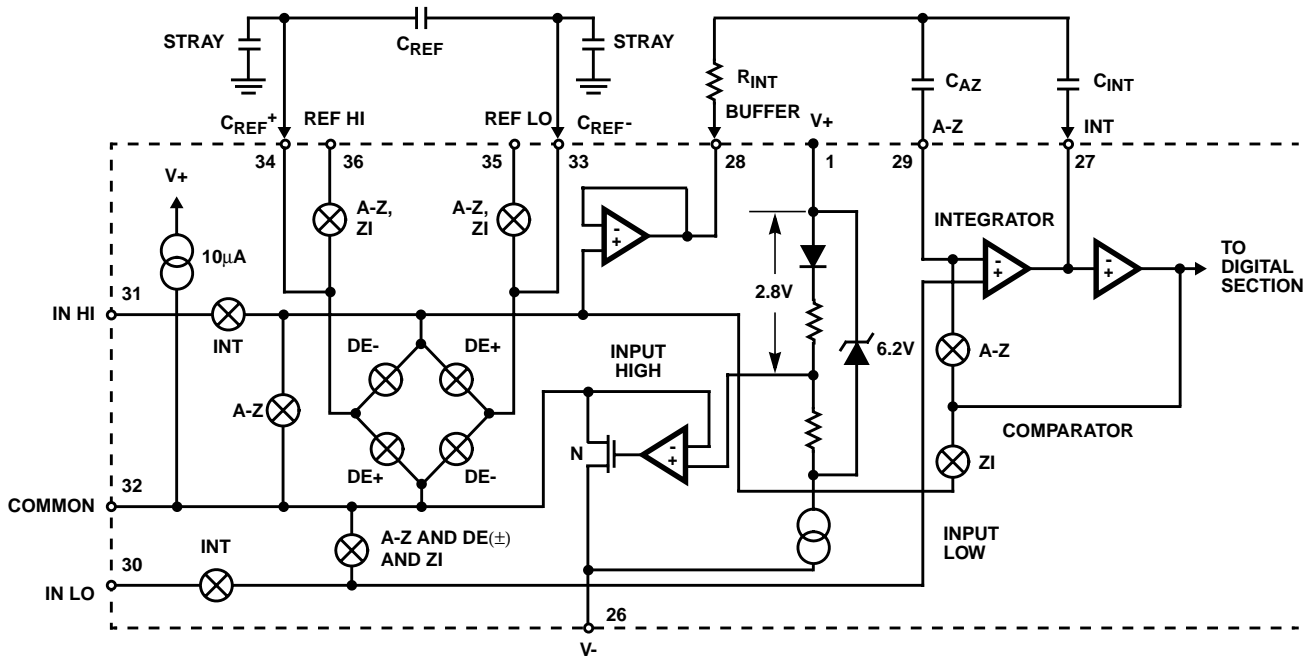 STRAY
CREF
STRAY
RINT
CAZ
CINT
BUFFER
V+
CREF+
REF HI
REF LO
CREF-
A-Z
INT
34
36
35
33
28
1
29
27
V+
A-Z,
ZI
A-Z,
ZI
-
+
INTEGRATOR
10μA
-
+
-
+
TO
DIGITAL
SECTION
2.8V
31
IN HI
INT
DE-
DE+
INPUT
HIGH
6.2V
A-Z
A-Z
N
-
+
COMPARATOR
DE+
DE-
ZI
32
COMMON
INT
A-Z AND DE(±)
AND ZI
INPUT
LOW
30
IN LO
26
V-